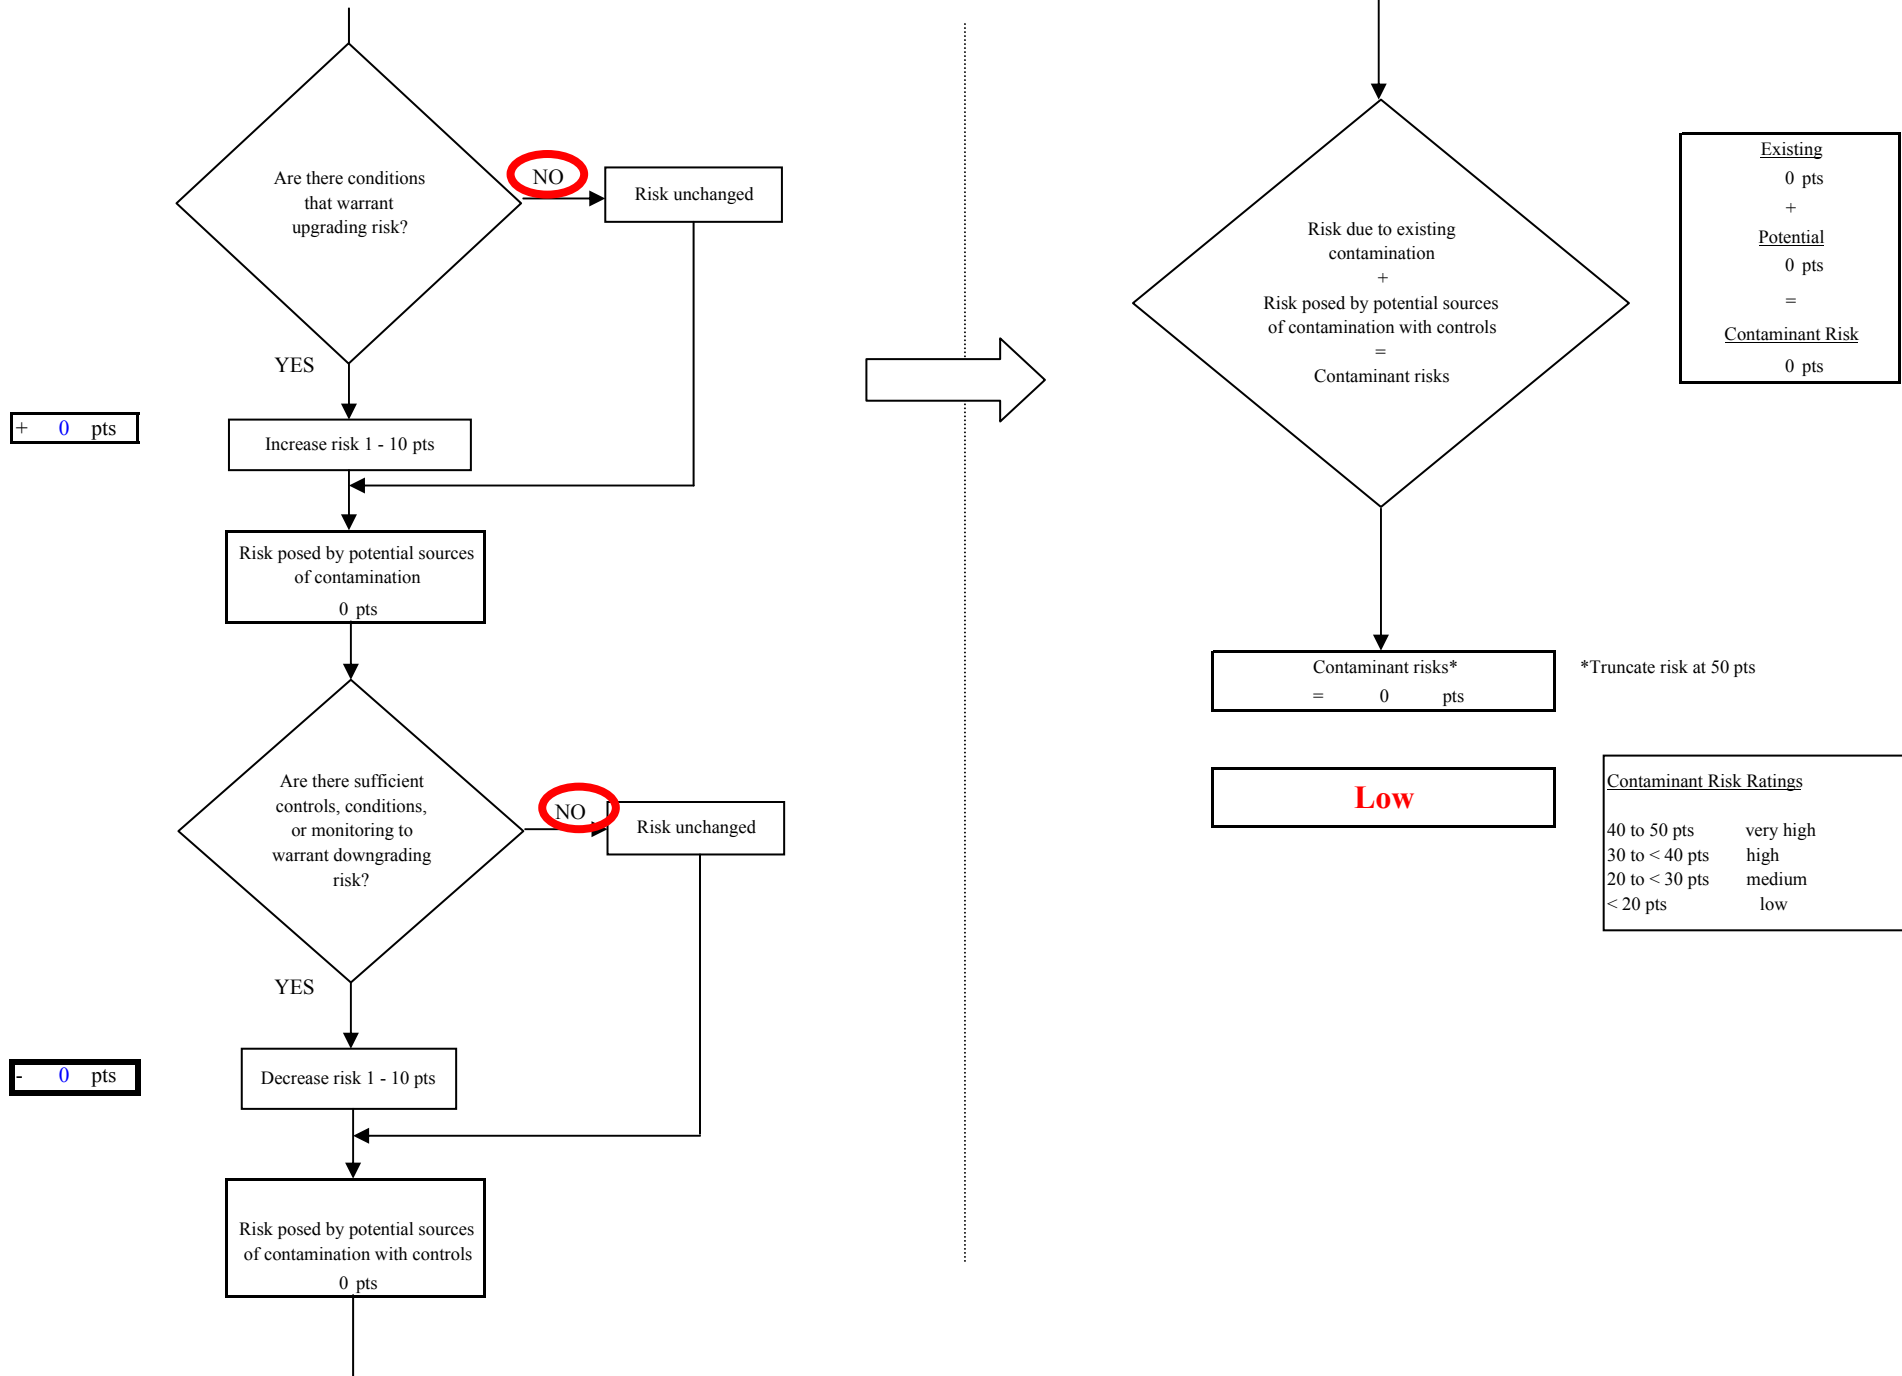 Are there conditions
that warrant
upgrading risk?
NO
Risk unchanged
YES
+ 0 pts
Increase risk 1 - 10 pts
Risk posed by potential sources
of contamination
0 pts
Are there sufficient
controls, conditions,
or monitoring to
warrant downgrading
risk?
NO
Risk unchanged
YES
- 0 pts
Decrease risk 1 - 10 pts
Risk posed by potential sources
of contamination with controls
0 pts
Risk due to existing
contamination
+
Risk posed by potential sources
of contamination with controls
=
Contaminant risks
Existing
0 pts
+
Potential
0 pts
=
Contaminant Risk
0 pts
Contaminant risks*
= 0 pts
*Truncate risk at 50 pts
Low
Contaminant Risk Ratings
40 to 50 pts very high
30 to < 40 pts high
20 to < 30 pts medium
< 20 pts low